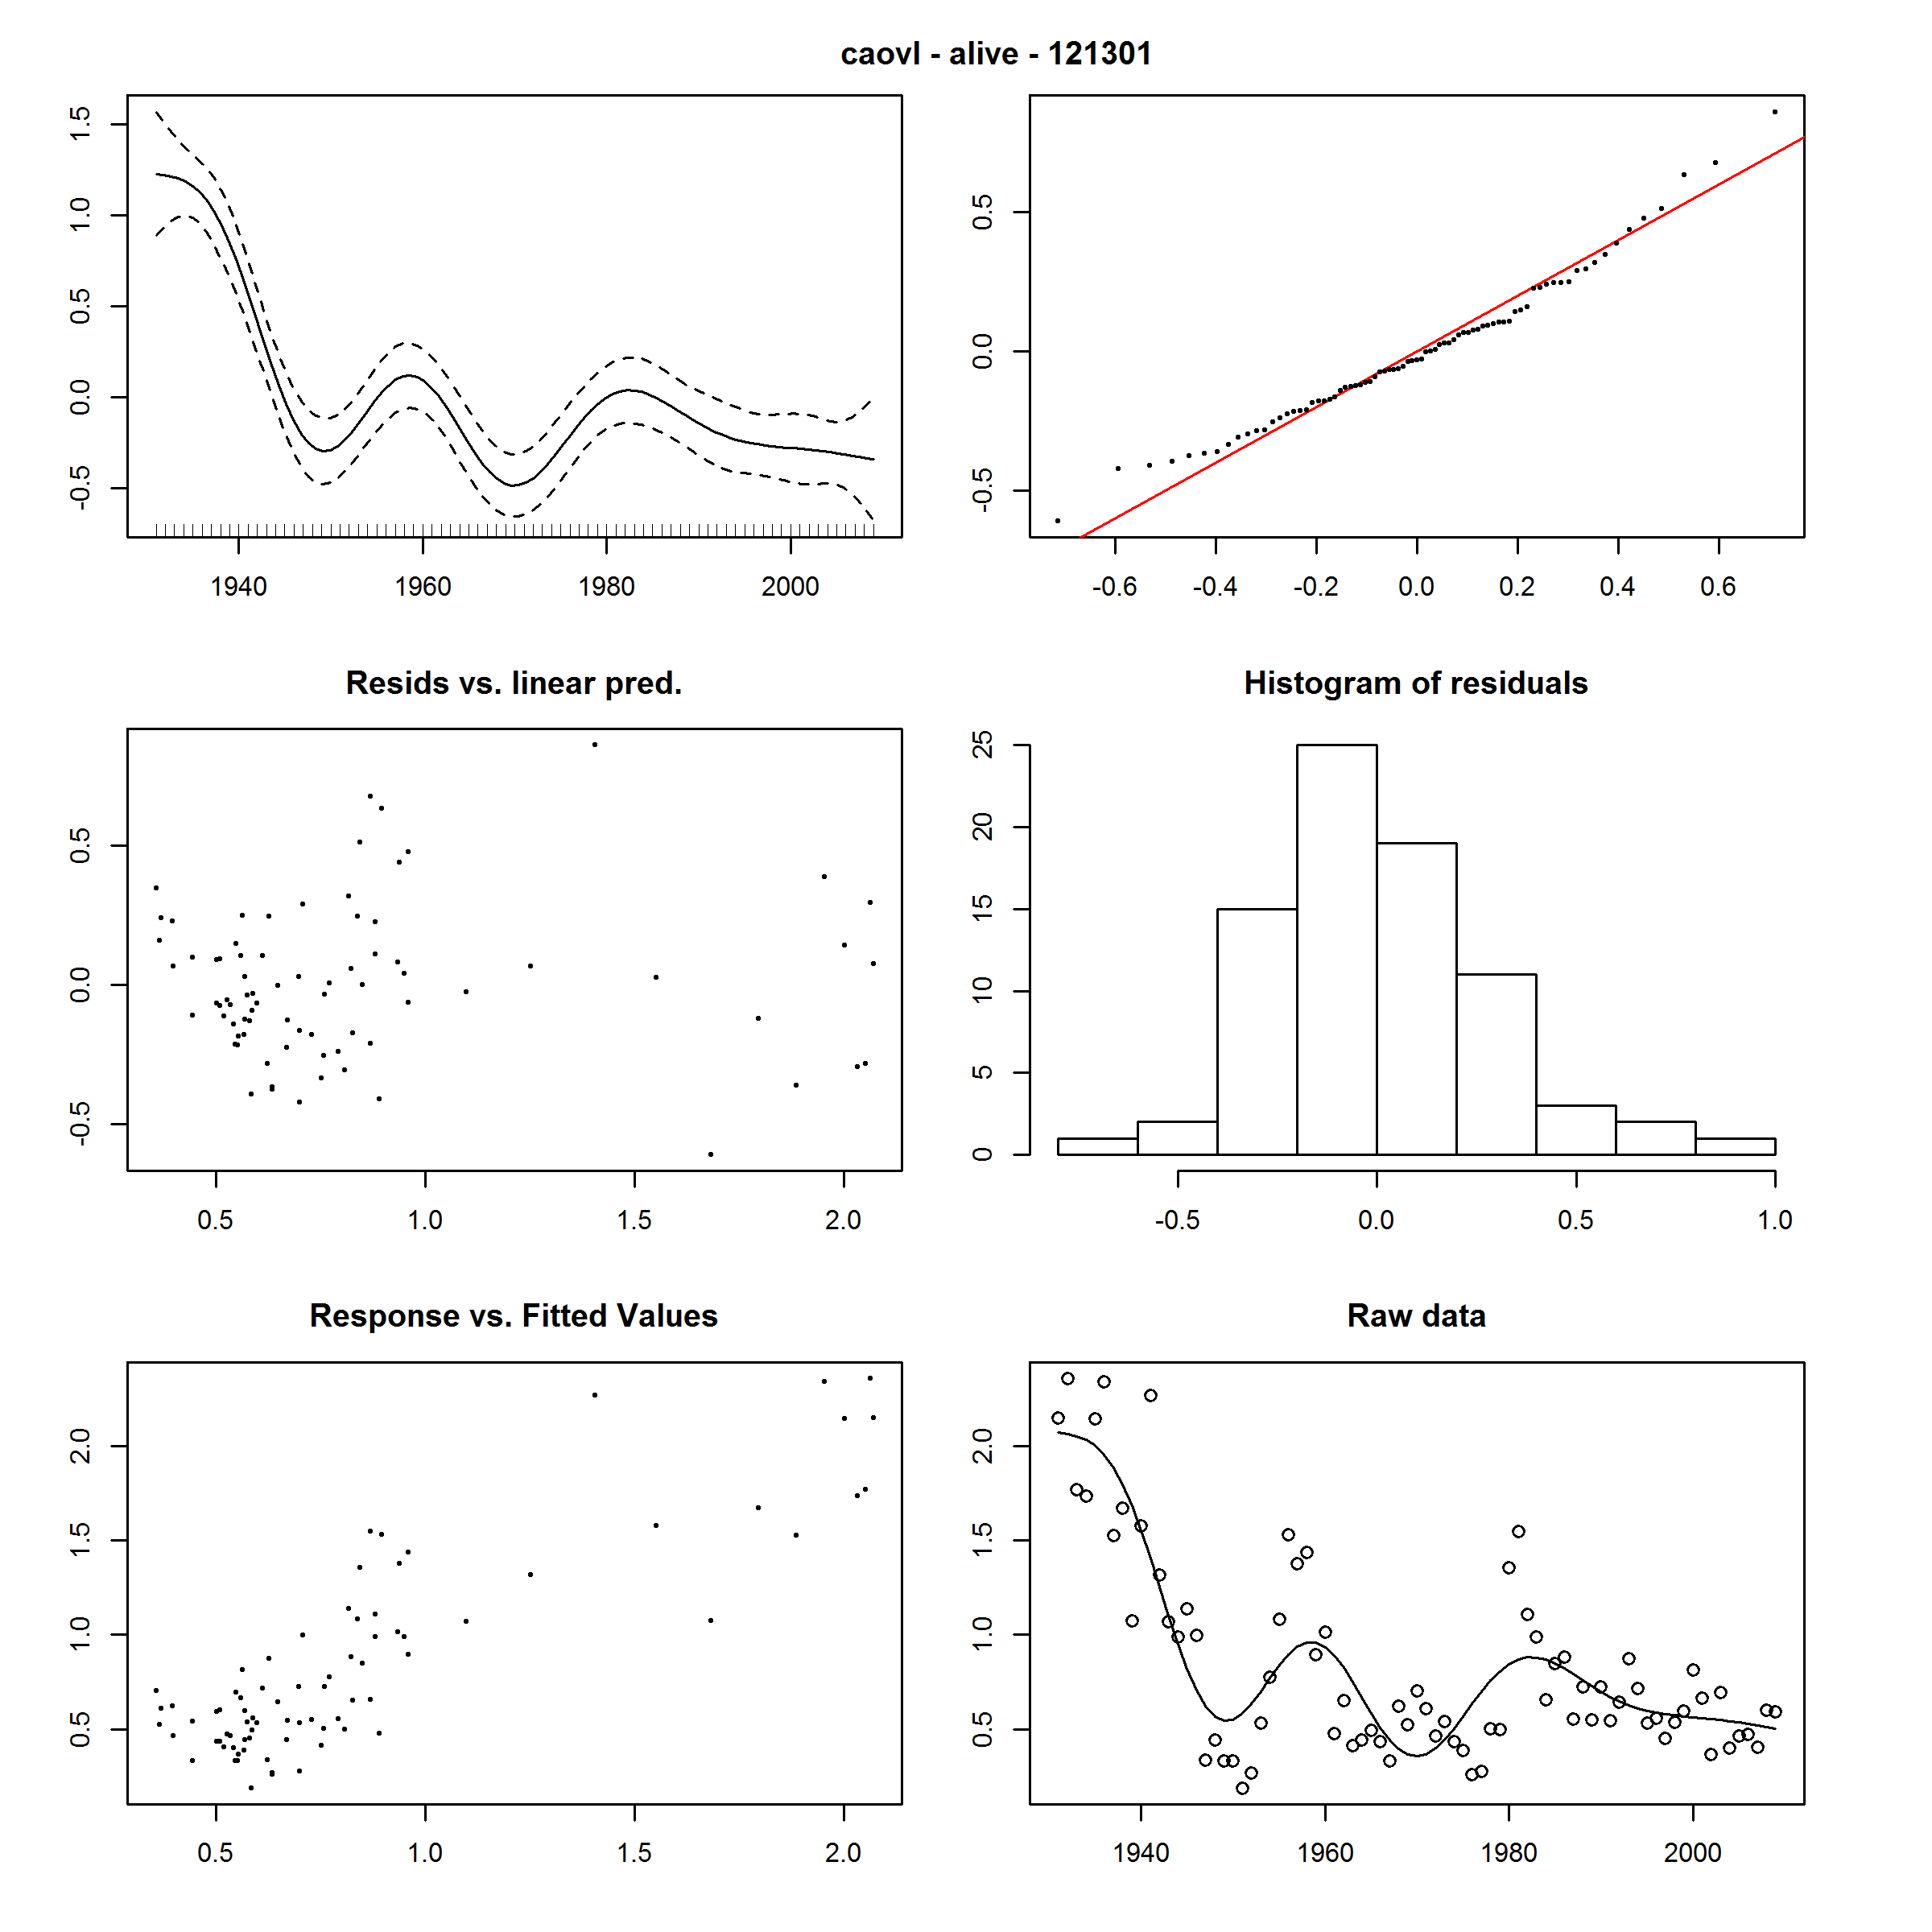 caovl - alive - 121301
1.5
1.0
0.5
0.0
-0.5
1940 1960 1980 2000
0.5
0.0
-0.5
-0.6 -0.4 -0.2 0.0 0.2 0.4 0.6
Resids vs. linear pred.
0.5
0.0
-0.5
0.5 1.0 1.5 2.0
Histogram of residuals
25
20
15
10
5
0
-0.5 0.0 0.5 1.0
Response vs. Fitted Values
2.0
1.5
1.0
0.5
0.5 1.0 1.5 2.0
Raw data
2.0
1.5
1.0
0.5
1940 1960 1980 2000